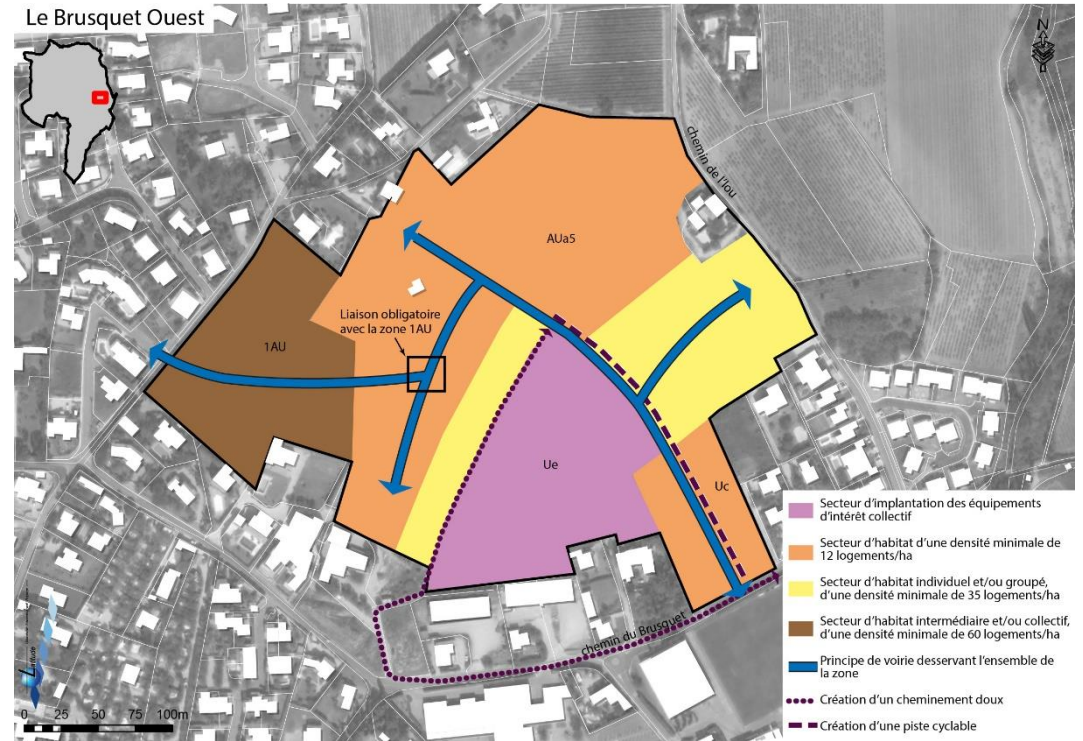 Le Brusquet Ouest
N
chemin de l'Iou
AUa5
Liaison obligatoire
avec la zone 1AU
1AU
Ue
Uc
chemin du Brusquet
Secteur d'implantation des équipements
d'intérêt collectif
Secteur d'habitat d'une densité minimale de
12 logements/ha
Secteur d'habitat individuel et/ou groupé,
d'une densité minimale de 35 logements/ha
Secteur d'habitat intermédiaire et/ou collectif,
d'une densité minimale de 60 logements/ha
Principe de voirie desservant l'ensemble de
la zone
Création d'un cheminement doux
Création d'une piste cyclable
Latitude
0 25 50 75 100m